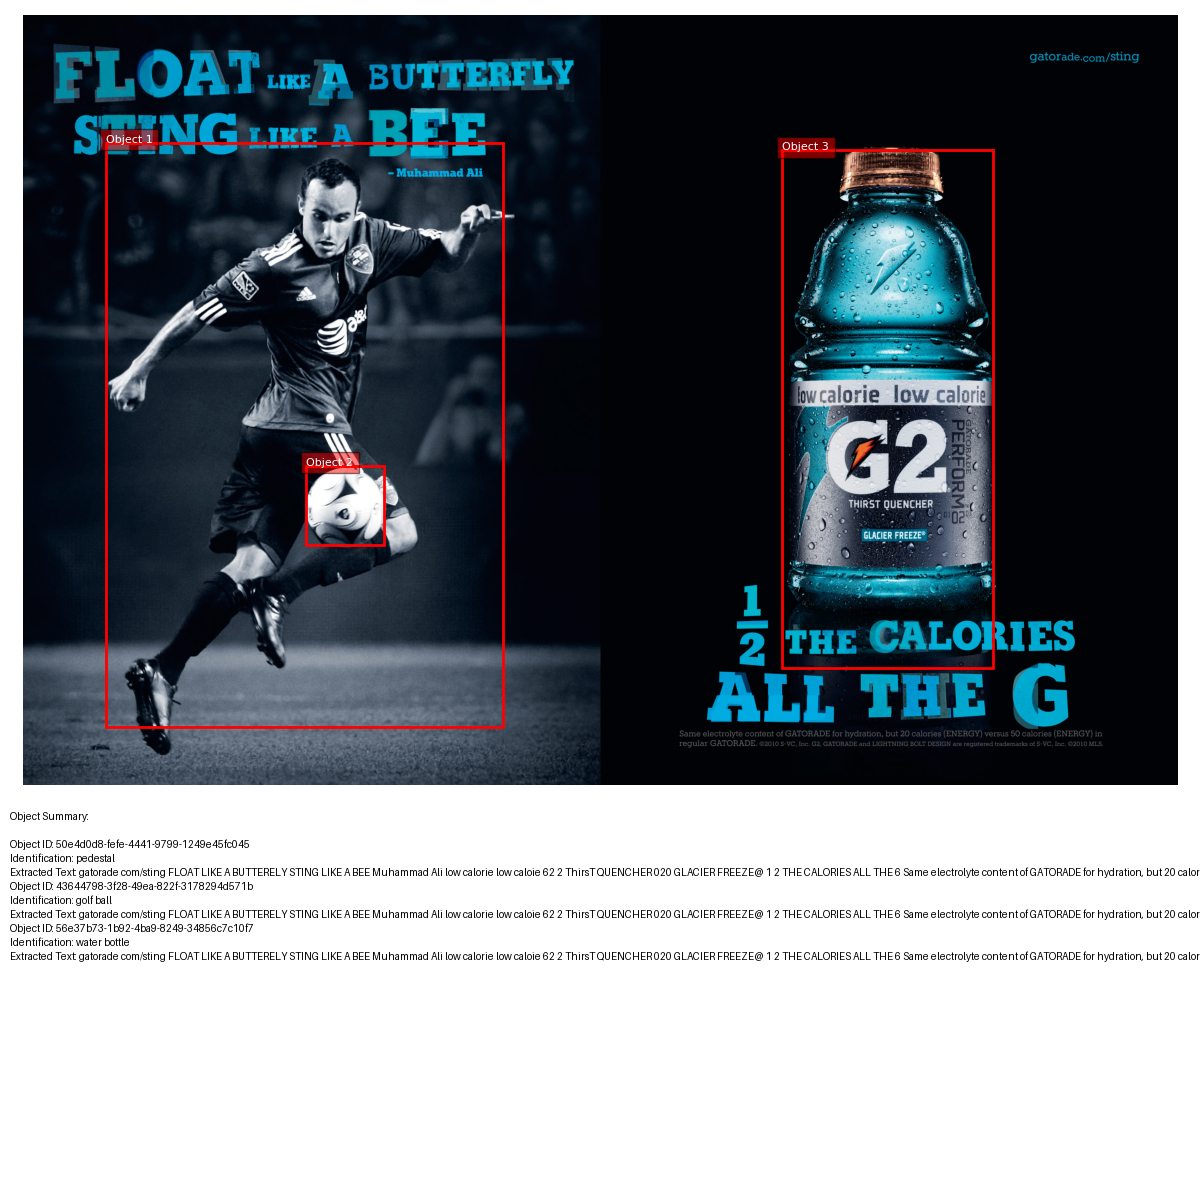 FLOAT LIKE A BUTTERFLY
STING LIKE A BEE
– Muhammad Ali
Object 1
at&t
Object 2
gatorade.com/sting
Object 3
low calorie low calorie
G2
THIRST QUENCHER
GATORADE
PERFORM 02
GLACIER FREEZE®
1/2 THE CALORIES
ALL THE G
Same electrolyte content of GATORADE for hydration, but 20 calories (ENERGY) versus 50 calories (ENERGY) in
regular GATORADE. ©2010 S-VC, Inc. G2, GATORADE and LIGHTNING BOLT DESIGN are registered trademarks of S-VC, Inc. ©2010 MLS.
Object Summary:
Object ID: 50e4d0d8-fefe-4441-9799-1249e45fc045
Identification: pedestal
Extracted Text: gatorade com/sting FLOAT LIKE A BUTTERELY STING LIKE A BEE Muhammad Ali low calorie low caloie 62 2 ThirsT QUENCHER 020 GLACIER FREEZE@ 1 2 THE CALORIES ALL THE 6 Same electrolyte content of GATORADE for hydration, but 20 calor
Object ID: 43644798-3f28-49ea-822f-3178294d571b
Identification: golf ball
Extracted Text: gatorade com/sting FLOAT LIKE A BUTTERELY STING LIKE A BEE Muhammad Ali low calorie low caloie 62 2 ThirsT QUENCHER 020 GLACIER FREEZE@ 1 2 THE CALORIES ALL THE 6 Same electrolyte content of GATORADE for hydration, but 20 calor
Object ID: 56e37b73-1b92-4ba9-8249-34856c7c10f7
Identification: water bottle
Extracted Text: gatorade com/sting FLOAT LIKE A BUTTERELY STING LIKE A BEE Muhammad Ali low calorie low caloie 62 2 ThirsT QUENCHER 020 GLACIER FREEZE@ 1 2 THE CALORIES ALL THE 6 Same electrolyte content of GATORADE for hydration, but 20 calor